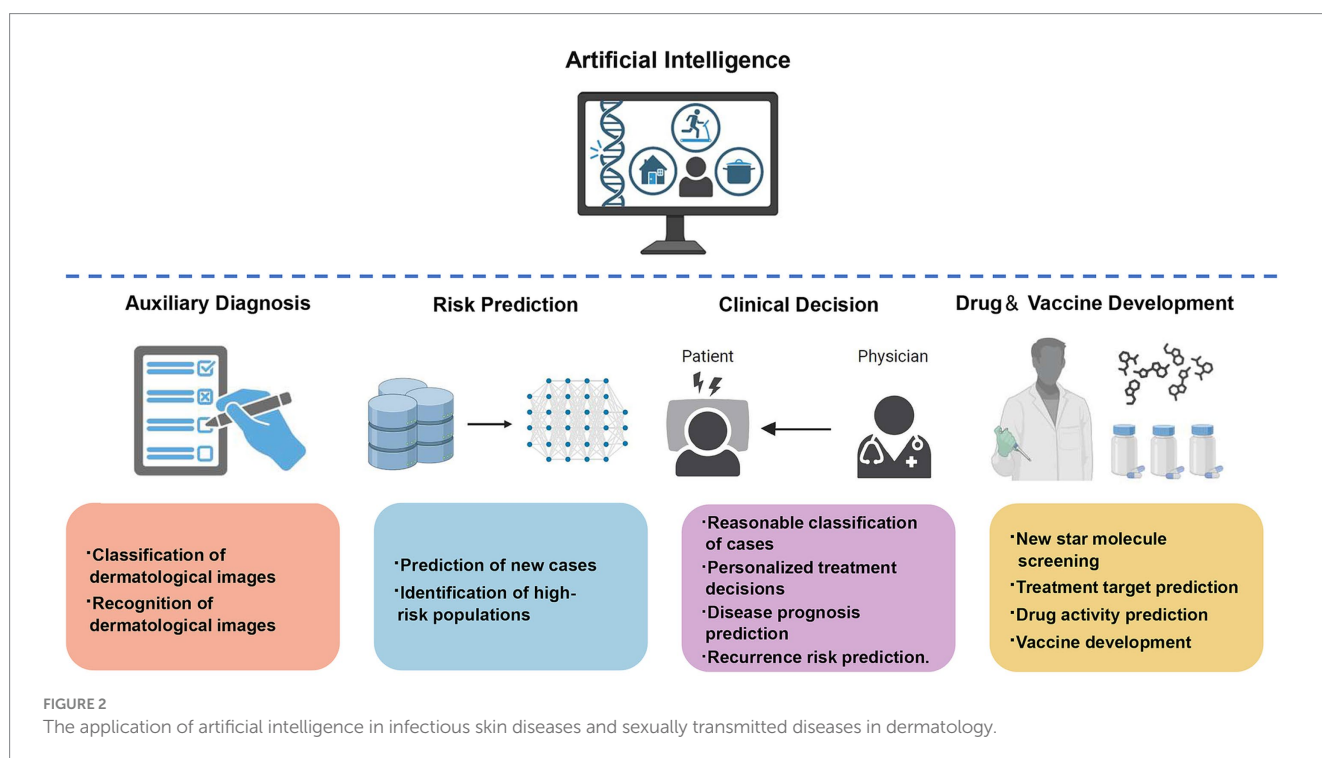 Artificial Intelligence
Auxiliary Diagnosis
Risk Prediction
Clinical Decision
Drug & Vaccine Development
Patient
Physician
·Classification of
dermatological images
·Recognition of
dermatological images
·Prediction of new cases
·Identification of high-
risk populations
·Reasonable classification
of cases
·Personalized treatment
decisions
·Disease prognosis
prediction
·Recurrence risk prediction.
·New star molecule
screening
·Treatment target prediction
·Drug activity prediction
·Vaccine development
FIGURE 2
The application of artificial intelligence in infectious skin diseases and sexually transmitted diseases in dermatology.